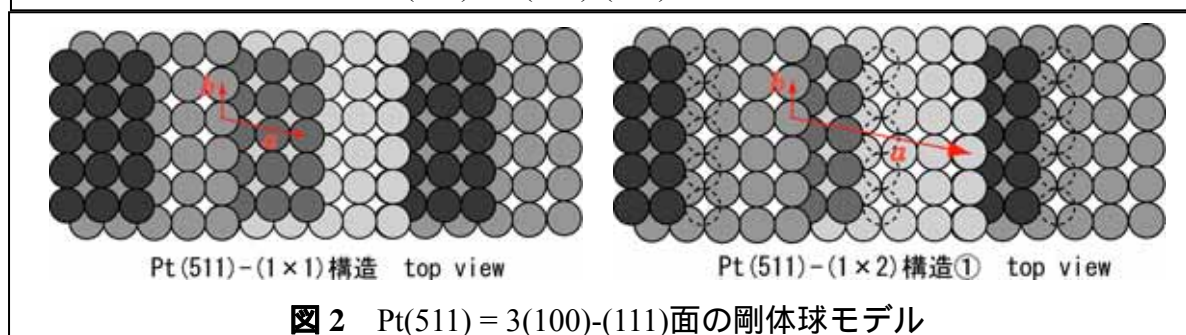 b
a
b
a
Pt(511)-(1×1)構造 top view
Pt(511)-(1×2)構造① top view
図 2 Pt(511) = 3(100)-(111)面の剛体球モデル